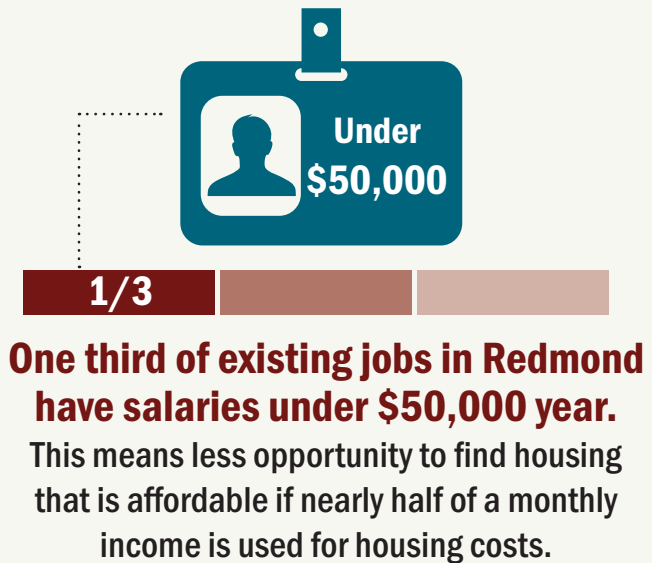 Under
$50,000
1/3
One third of existing jobs in Redmond
have salaries under $50,000 year.
This means less opportunity to find housing
that is affordable if nearly half of a monthly
income is used for housing costs.